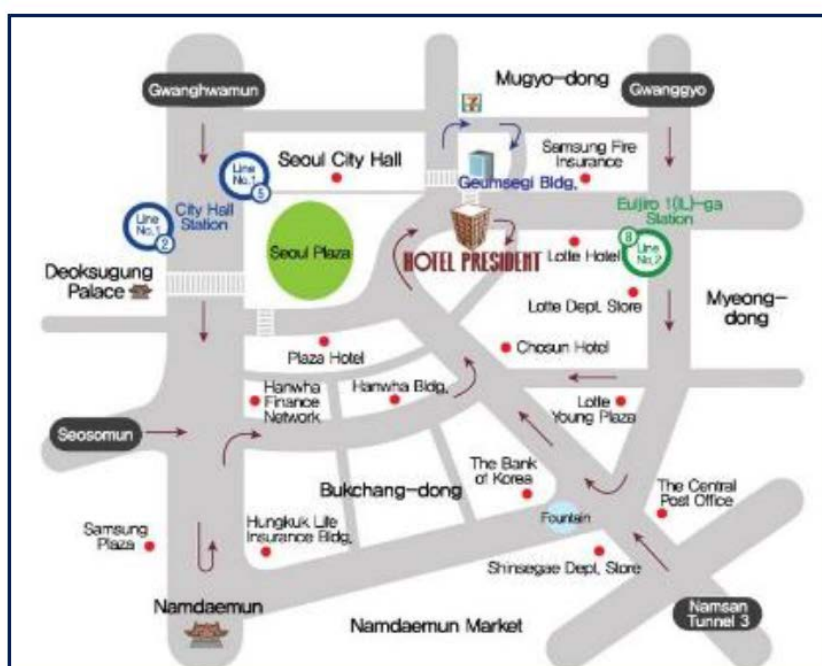 Mugyo-dong
Gwanghwamun
Gwanggyo
7
Line
No.1
5
Seoul City Hall
Samsung Fire
Insurance
Geumsegi Bldg.
Line
No.1
2
City Hall
Station
Euljiro 1(IL)-ga
Station
8
Line
No.2
Seoul Plaza
HOTEL PRESIDENT
Lotte Hotel
Deoksugung
Palace
Lotte Dept. Store
Myeong-
dong
Plaza Hotel
Chosun Hotel
Hanwha
Finance
Network
Hanwha Bldg.
Lotte
Young Plaza
Seosomun
The Bank
of Korea
The Central
Post Office
Bukchang-dong
Fountain
Samsung
Plaza
Hungkuk Life
Insurance Bldg.
Shinsegae Dept. Store
Namdaemun
Namdaemun Market
Namsan
Tunnel 3